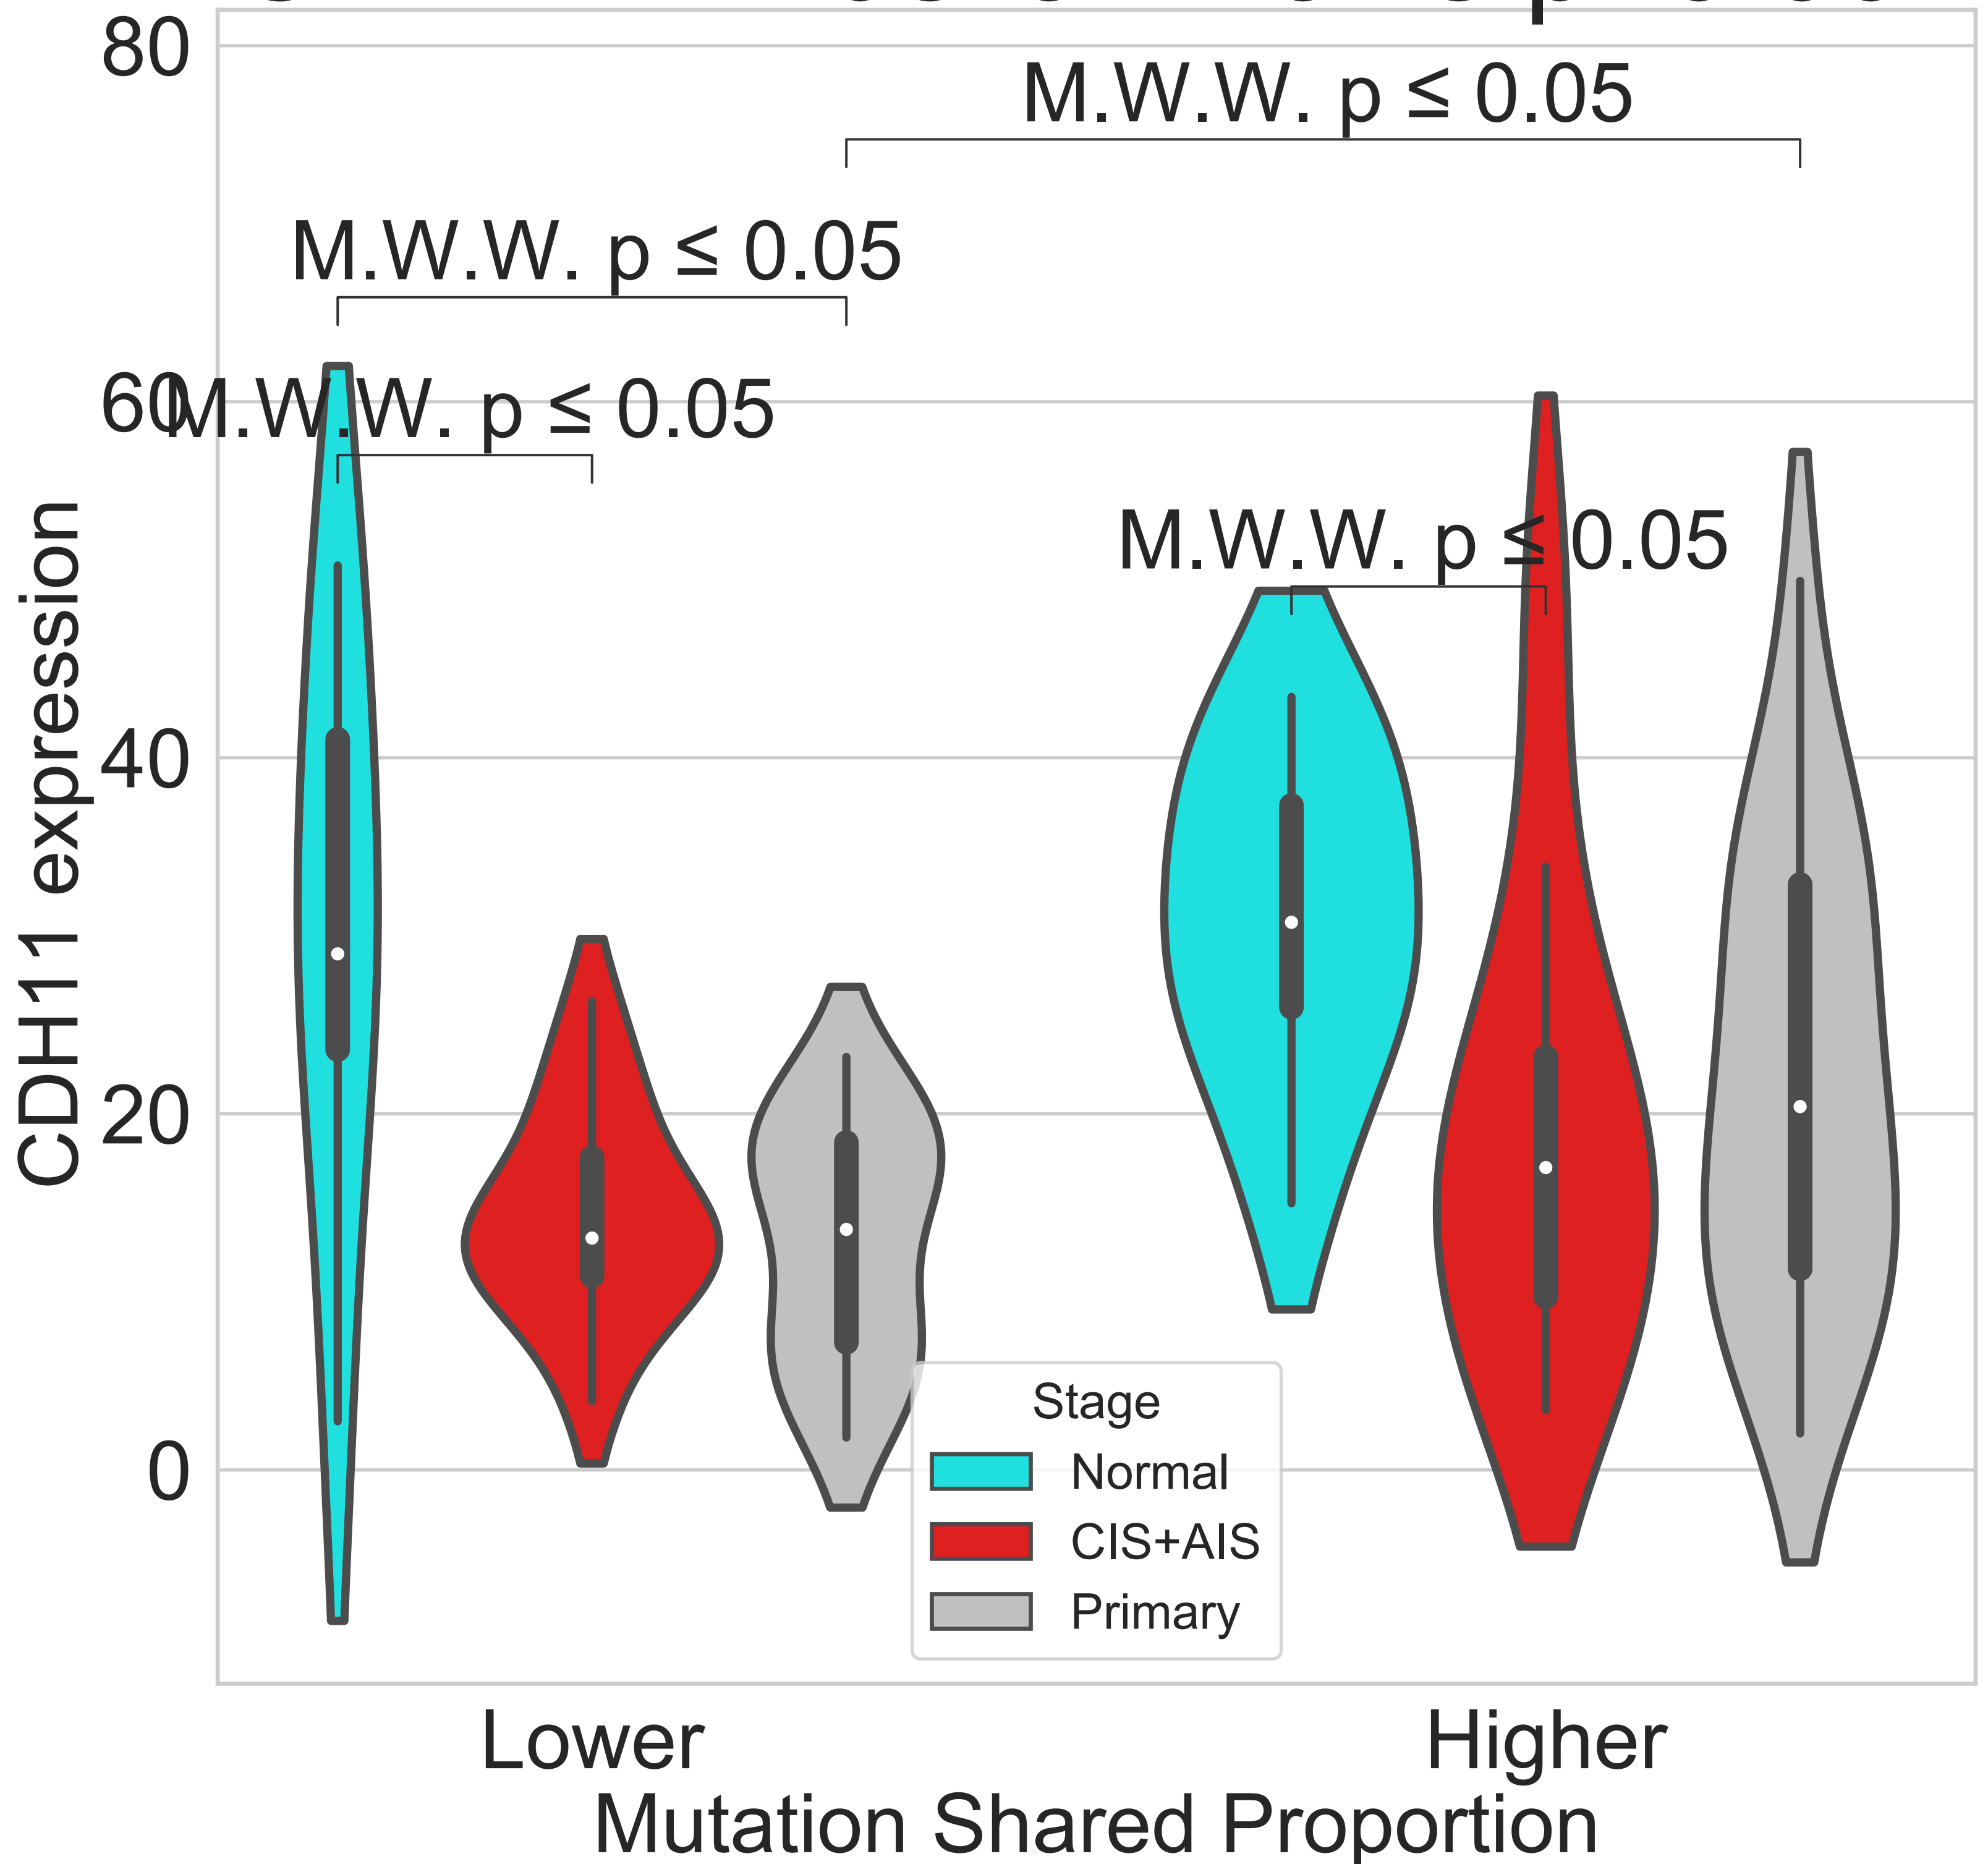 80
M.W.W. p ≤ 0.05
M.W.W. p ≤ 0.05
60
M.W.W. p ≤ 0.05
M.W.W. p ≤ 0.05
40
CDH11 expression
20
0
Stage
Normal
CIS+AIS
Primary
Lower
Higher
Mutation Shared Proportion